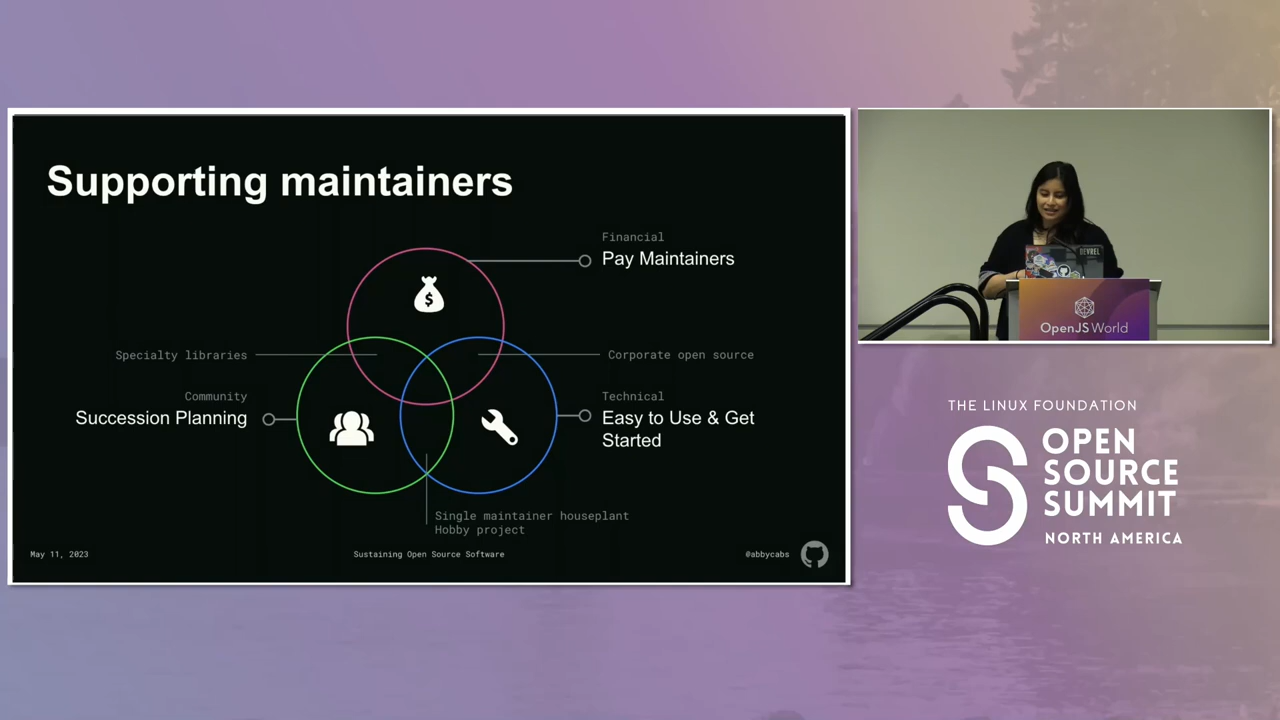 Supporting maintainers
Financial
Pay Maintainers
Specialty libraries
Corporate open source
Community
Succession Planning
Technical
Easy to Use & Get
Started
Single maintainer houseplant
Hobby project
May 11, 2023
Sustaining Open Source Software
@abbycabs
$
DEVREL
OpenJS World
THE LINUX FOUNDATION
OPEN
SOURCE
SUMMIT
NORTH AMERICA